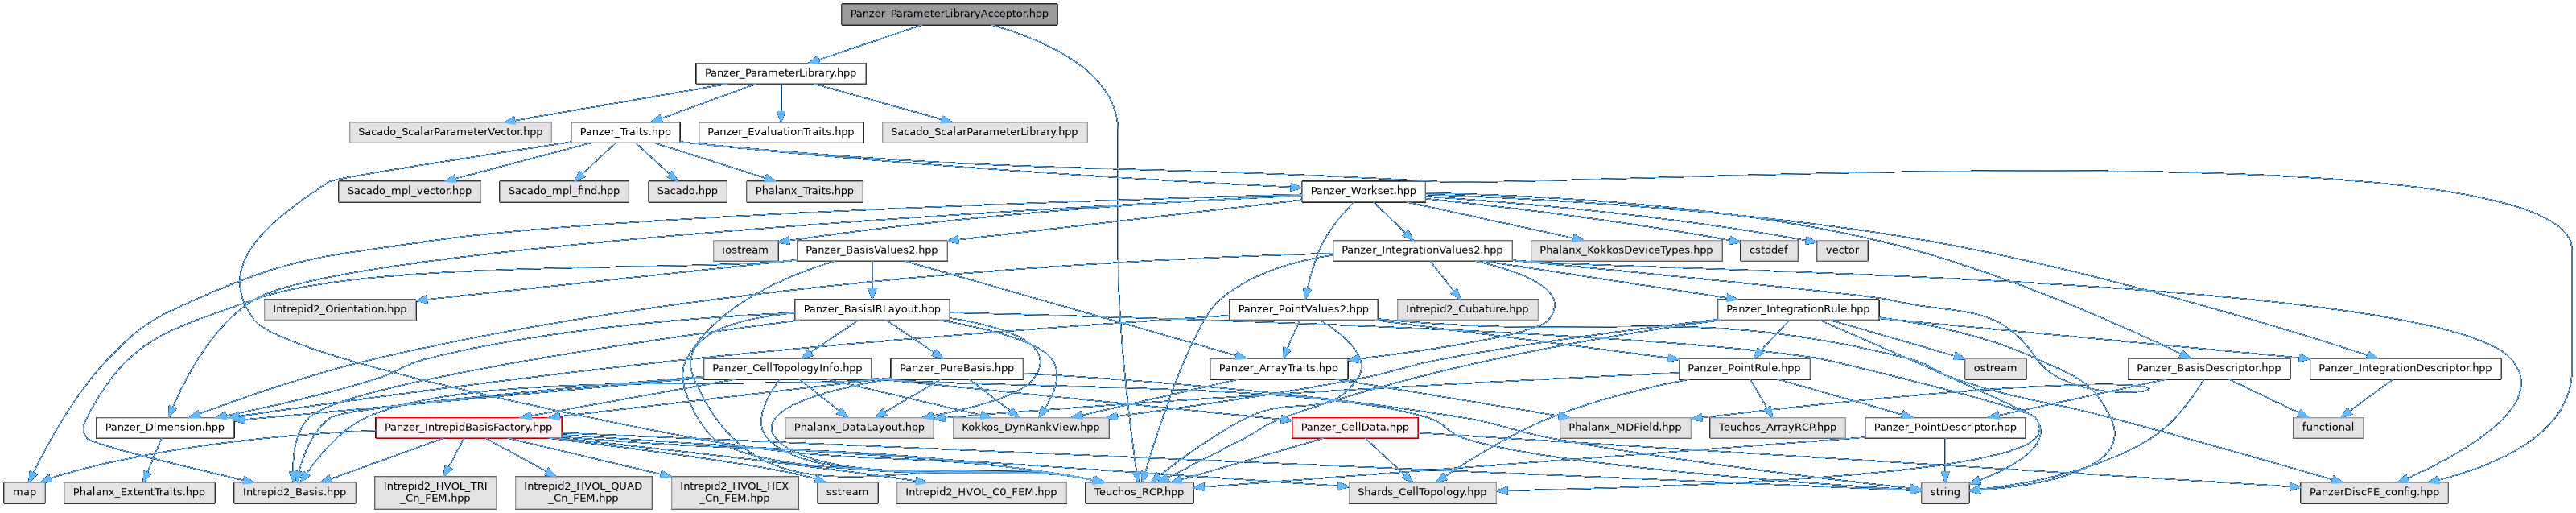 Panzer_ParameterLibraryAcceptor.hpp
Panzer_ParameterLibrary.hpp
Sacado_ScalarParameterVector.hpp
Panzer_Traits.hpp
Panzer_EvaluationTraits.hpp
Sacado_ScalarParameterLibrary.hpp
Sacado_mpl_vector.hpp
Sacado_mpl_find.hpp
Sacado.hpp
Phalanx_Traits.hpp
Panzer_Workset.hpp
iostream
Panzer_BasisValues2.hpp
Panzer_IntegrationValues2.hpp
Phalanx_KokkosDeviceTypes.hpp
cstddef
vector
Intrepid2_Orientation.hpp
Panzer_BasisIRLayout.hpp
Panzer_PointValues2.hpp
Intrepid2_Cubature.hpp
Panzer_IntegrationRule.hpp
Panzer_CellTopologyInfo.hpp
Panzer_PureBasis.hpp
Panzer_ArrayTraits.hpp
Panzer_PointRule.hpp
ostream
Panzer_BasisDescriptor.hpp
Panzer_IntegrationDescriptor.hpp
Panzer_Dimension.hpp
Panzer_IntrepidBasisFactory.hpp
Phalanx_DataLayout.hpp
Kokkos_DynRankView.hpp
Panzer_CellData.hpp
Phalanx_MDField.hpp
Teuchos_ArrayRCP.hpp
Panzer_PointDescriptor.hpp
functional
map
Phalanx_ExtentTraits.hpp
Intrepid2_Basis.hpp
Intrepid2_HVOL_TRI
_Cn_FEM.hpp
Intrepid2_HVOL_QUAD
_Cn_FEM.hpp
Intrepid2_HVOL_HEX
_Cn_FEM.hpp
sstream
Intrepid2_HVOL_C0_FEM.hpp
Teuchos_RCP.hpp
Shards_CellTopology.hpp
string
PanzerDiscFE_config.hpp